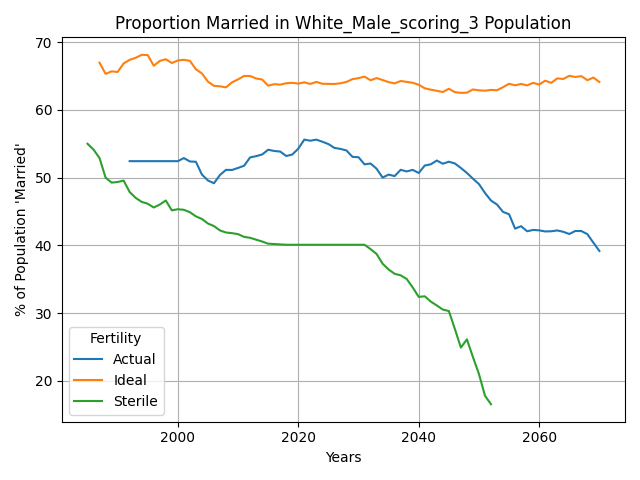 Proportion Married in White_Male_scoring_3 Population
70
60
50
40
30
20
% of Population 'Married'
Fertility
Actual
Ideal
Sterile
2000 2020 2040 2060
Years